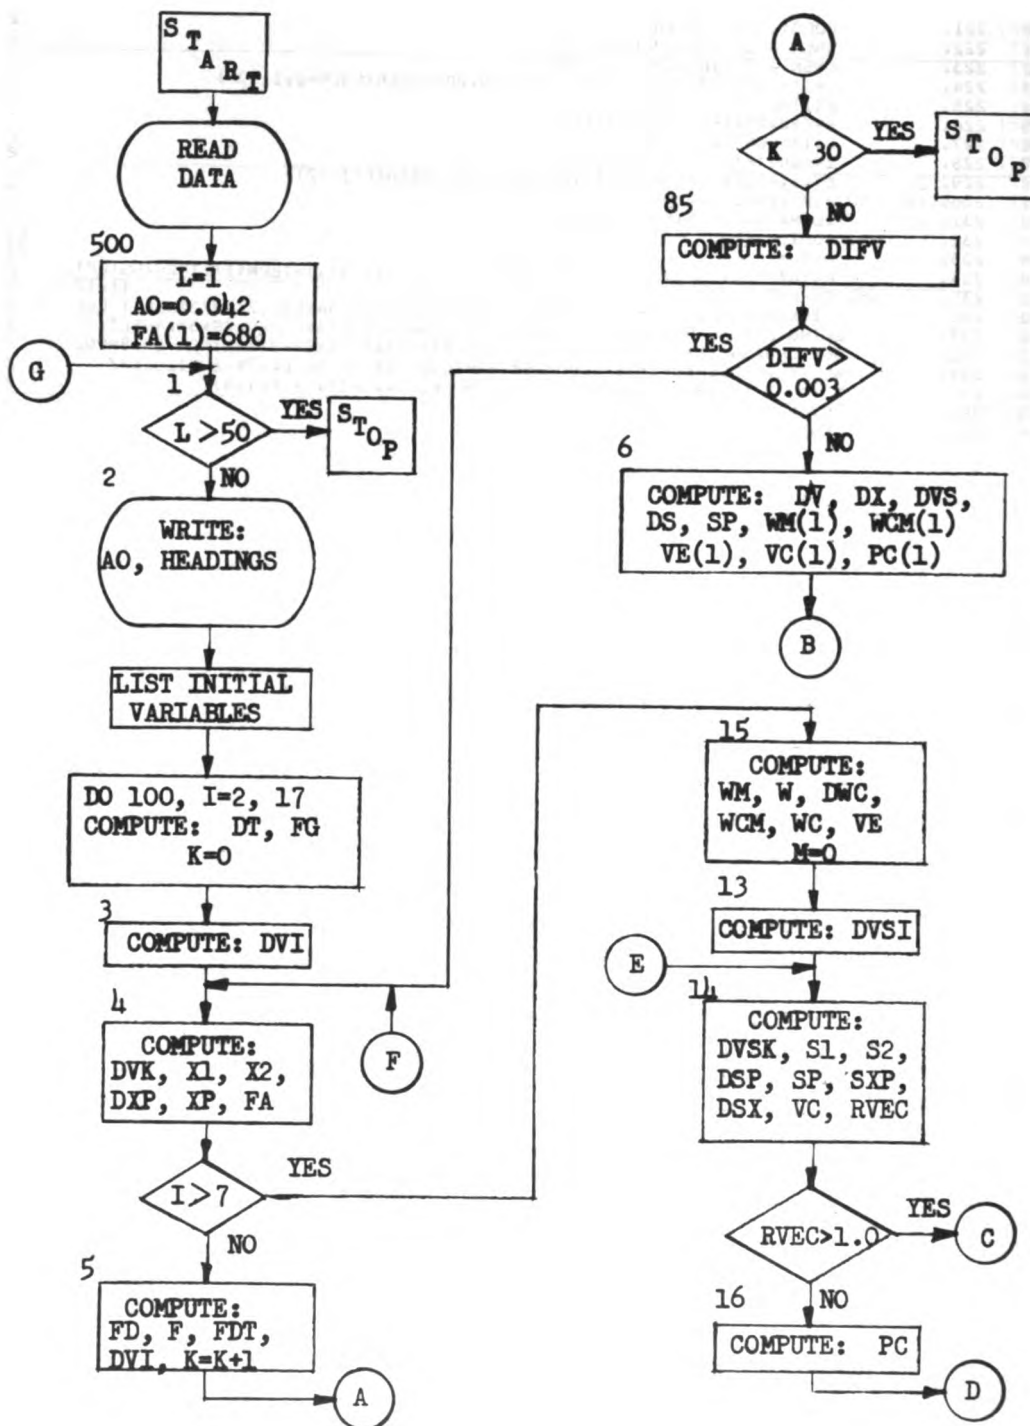 START
READ
DATA
500
L=1
AO=0.042
FA(1)=680
G
1
L>50
YES
STOP
NO
2
WRITE:
AO, HEADINGS
LIST INITIAL
VARIABLES
DO 100, I=2, 17
COMPUTE: DT, FG
K=0
3
COMPUTE: DVI
4
COMPUTE:
DVK, X1, X2,
DXP, XP, FA
F
I>7
YES
NO
5
COMPUTE:
FD, F, FDT,
DVI, K=K+1
A
A
K 30
YES
STOP
NO
85
COMPUTE: DIFV
YES
DIFV>
0.003
NO
6
COMPUTE: DV, DX, DVS,
DS, SP, WM(1), WCM(1)
VE(1), VC(1), PC(1)
B
15
COMPUTE:
WM, W, DWC,
WCM, WC, VE
M=0
13
COMPUTE: DVSI
E
14
COMPUTE:
DVSK, S1, S2,
DSP, SP, SXP,
DSX, VC, RVEC
RVEC>1.0
YES
C
NO
16
COMPUTE: PC
D